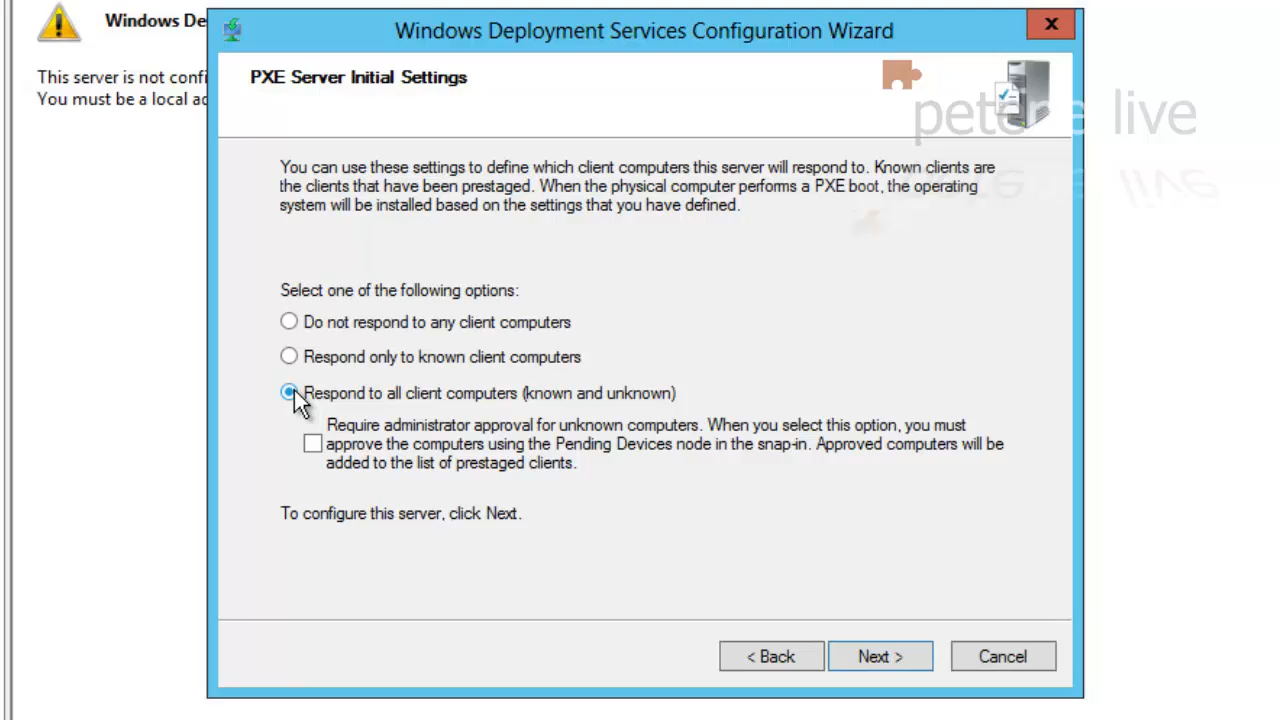 Windows De
Windows Deployment Services Configuration Wizard
X
This server is not confi
You must be a local ad
PXE Server Initial Settings
live
You can use these settings to define which client computers this server will respond to. Known clients are
the clients that have been prestaged. When the physical computer performs a PXE boot, the operating
system will be installed based on the settings that you have defined.
Select one of the following options:
Do not respond to any client computers
Respond only to known client computers
Respond to all client computers (known and unknown)
Require administrator approval for unknown computers. When you select this option, you must
approve the computers using the Pending Devices node in the snap-in. Approved computers will be
added to the list of prestaged clients.
To configure this server, click Next.
< Back
Next >
Cancel